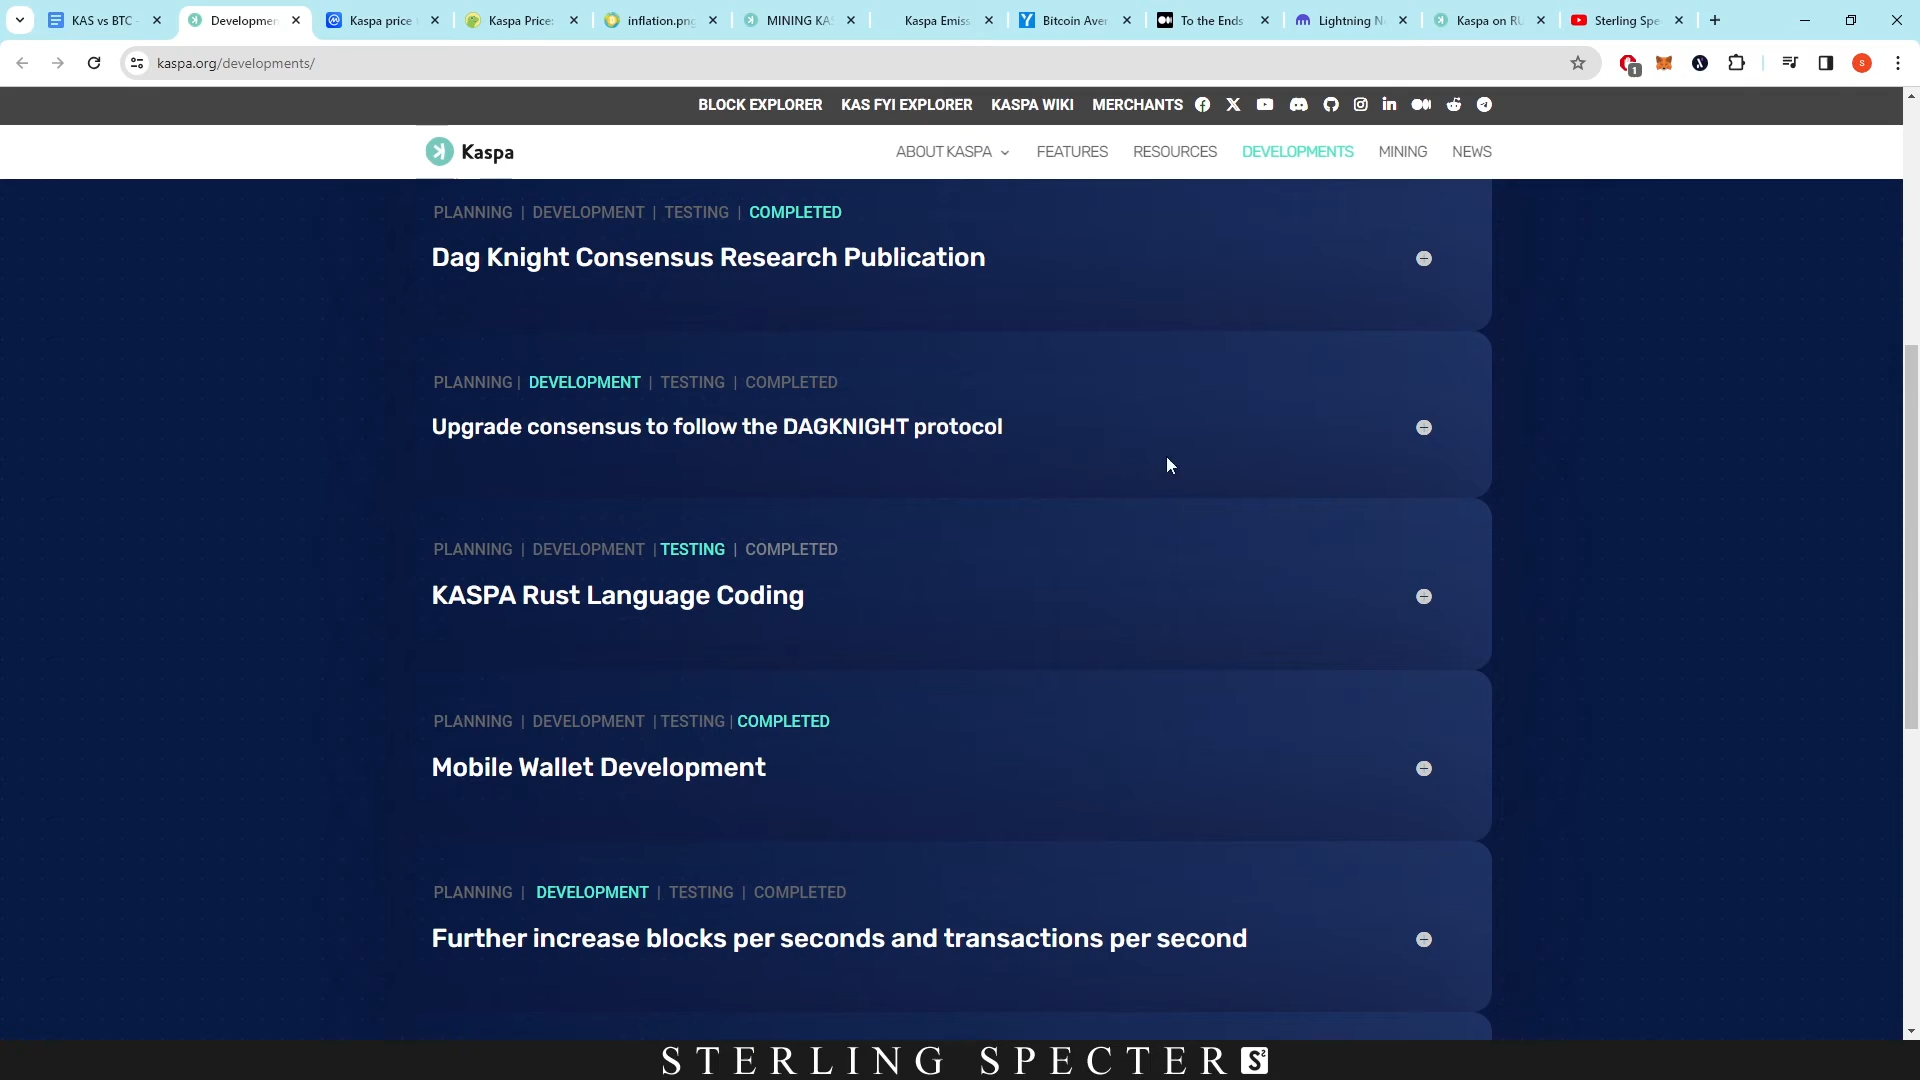 KAS vs BTC
Developmen
Kaspa price
Kaspa Price:
inflation.png
MINING KA
Kaspa Emiss
Bitcoin Aver
To the Ends
Lightning N
Kaspa on RU
Sterling Spe
kaspa.org/developments/
1
S
BLOCK EXPLORER KAS FYI EXPLORER KASPA WIKI MERCHANTS
Kaspa
ABOUT KASPA FEATURES RESOURCES DEVELOPMENTS MINING NEWS
PLANNING | DEVELOPMENT | TESTING | COMPLETED
Dag Knight Consensus Research Publication
PLANNING | DEVELOPMENT | TESTING | COMPLETED
Upgrade consensus to follow the DAGKNIGHT protocol
PLANNING | DEVELOPMENT | TESTING | COMPLETED
KASPA Rust Language Coding
PLANNING | DEVELOPMENT | TESTING | COMPLETED
Mobile Wallet Development
PLANNING | DEVELOPMENT | TESTING | COMPLETED
Further increase blocks per seconds and transactions per second
STERLING SPECTER S²